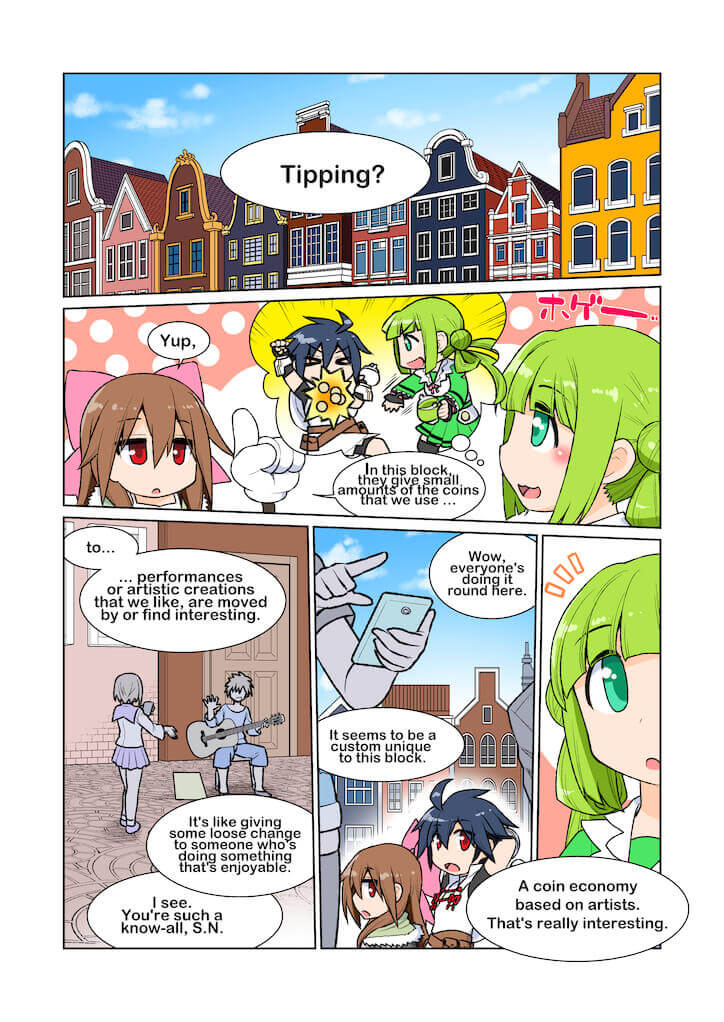 Tipping?
Yup,
ホゲー
In this block,
they give small
amounts of the coins
that we use ...
to...
... performances
or artistic creations
that we like, are moved
by or find interesting.
It's like giving
some loose change
to someone who's
doing something
that's enjoyable.
I see.
You're such a
know-all, S.N.
Wow,
everyone's
doing it
round here.
It seems to be a
custom unique
to this block.
A coin economy
based on artists.
That's really interesting.